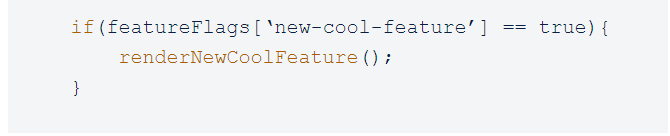 if(featureFlags[‘new-cool-feature’] == true){
renderNewCoolFeature();
}